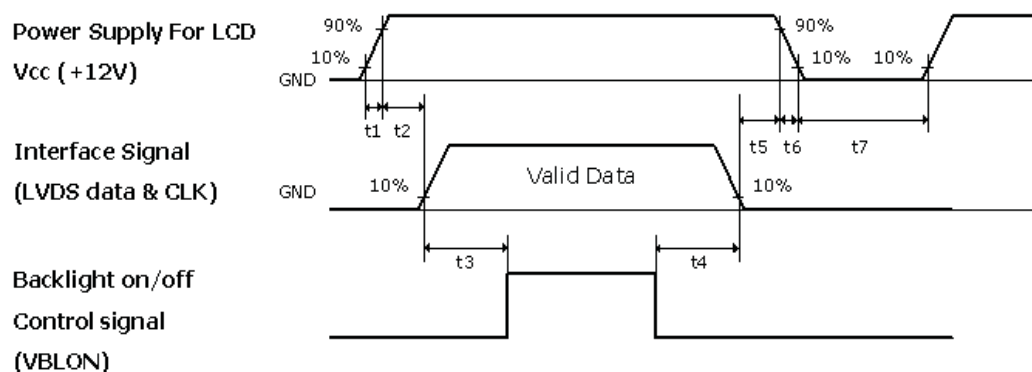 Power Supply For LCD
Vcc (+12V)
GND
10%
90%
90%
10%
10%
t1
t2
t5
t6
t7
Interface Signal
(LVDS data & CLK)
GND
10%
Valid Data
10%
t3
t4
Backlight on/off
Control signal
(VBLON)